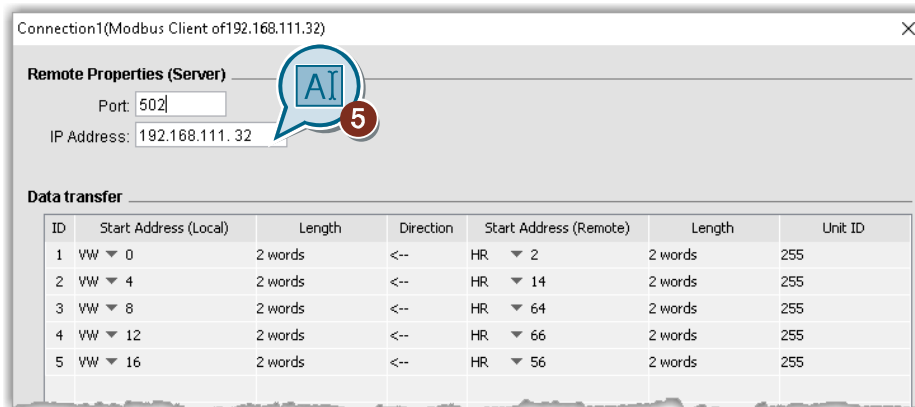 Connection1(Modbus Client of192.168.111.32)
Remote Properties (Server)
AI
Port: 502
5
IP Address: 192.168.111. 32
Data transfer
ID Start Address (Local) Length Direction Start Address (Remote) Length Unit ID
1 VW 0 2 words <-- HR 2 2 words 255
2 VW 4 2 words <-- HR 14 2 words 255
3 VW 8 2 words <-- HR 64 2 words 255
4 VW 12 2 words <-- HR 66 2 words 255
5 VW 16 2 words <-- HR 56 2 words 255